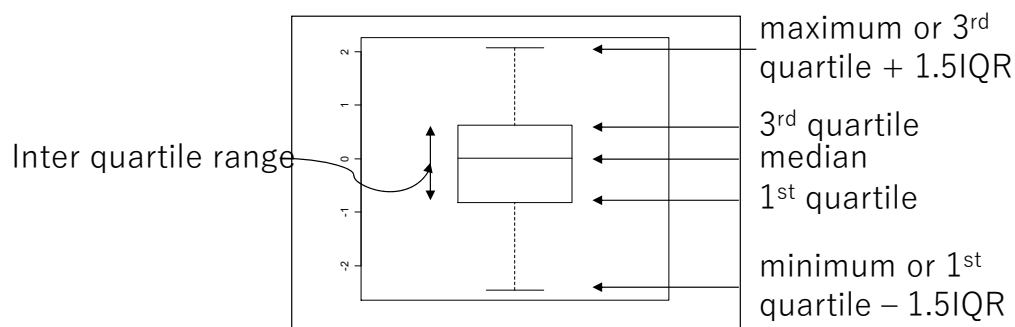 maximum or 3rd
quartile + 1.5IQR
2
1
3rd quartile
Inter quartile range
0
median
1st quartile
-1
-2
minimum or 1st
quartile – 1.5IQR